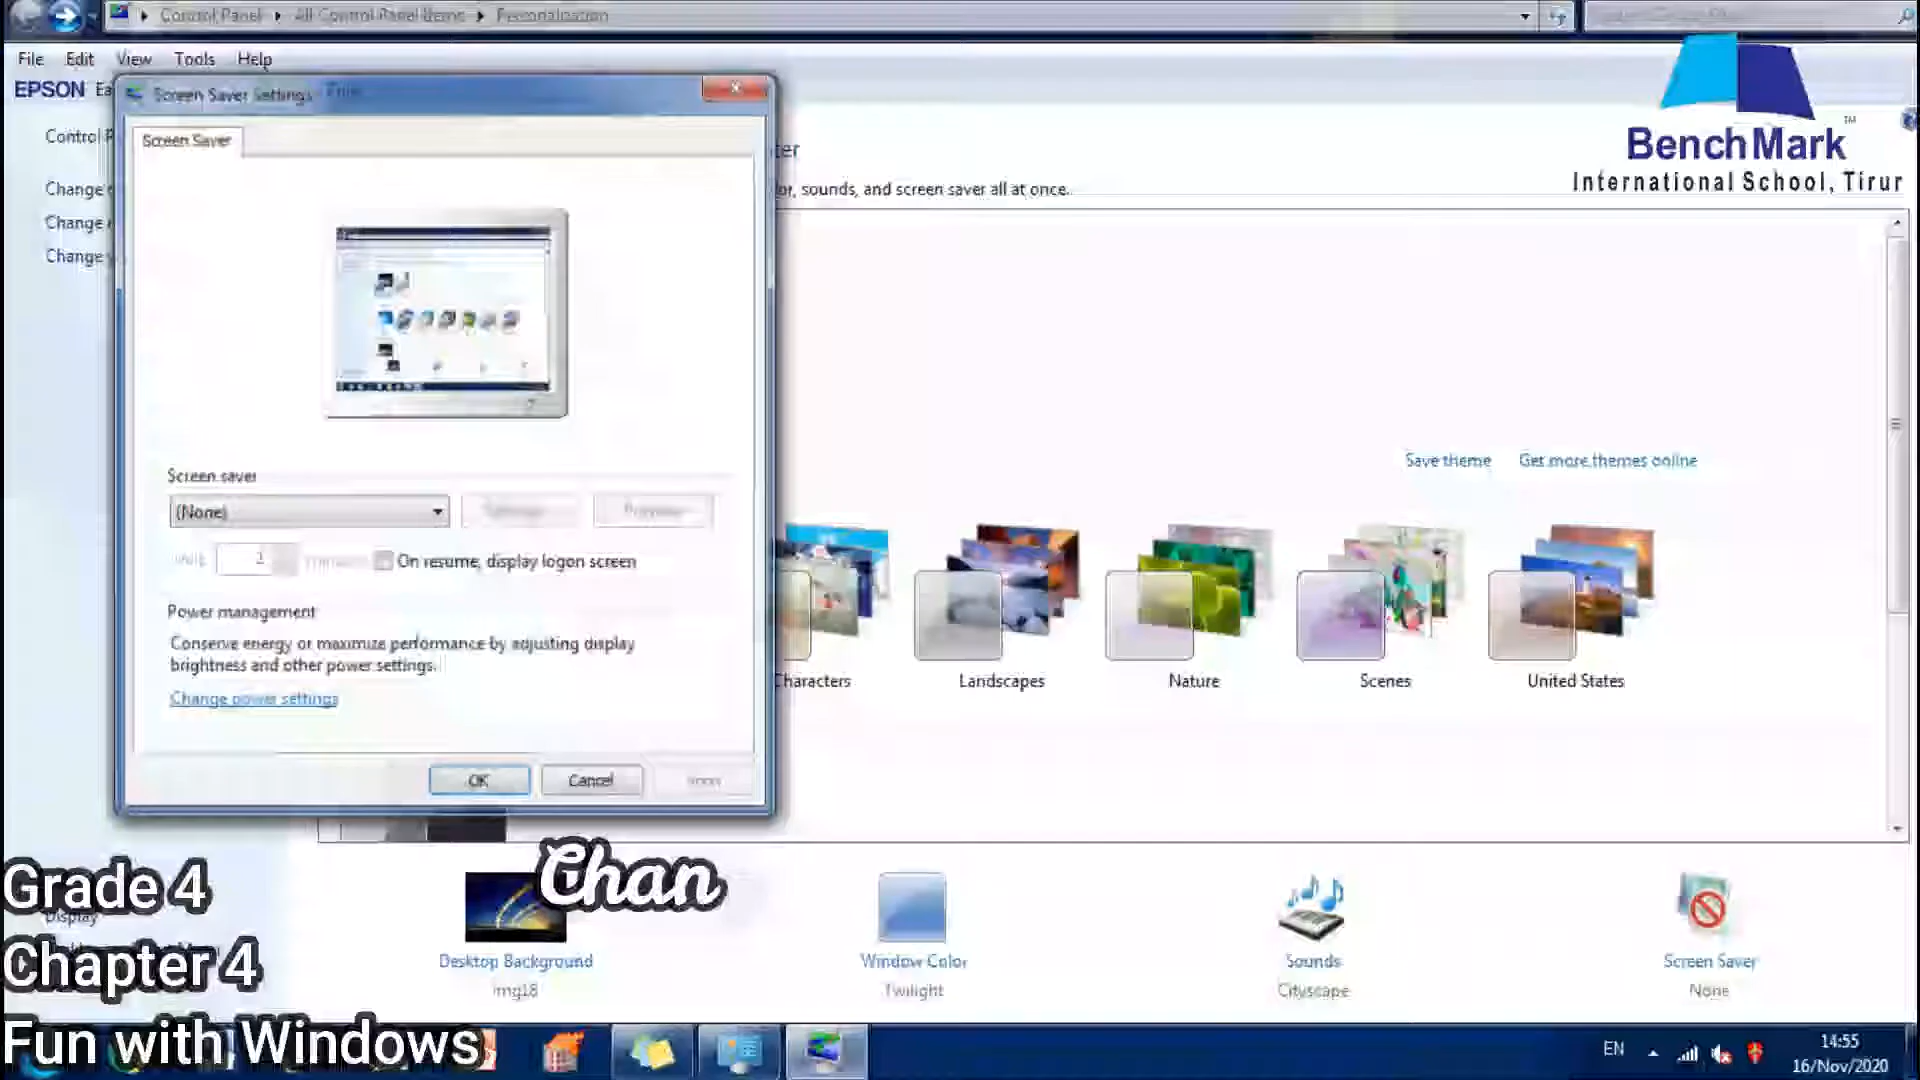 Control Panel
All Control Panel Items
Personalization
File Edit View Tools Help
EPSON Ea
Screen Saver Settings
Control P
Screen Saver
ter
Change
or, sounds, and screen saver all at once.
Change
Change
BenchMark
TM
International School, Tirur
Screen saver
(None)
1
On resume, display logon screen
Power management
Conserve energy or maximize performance by adjusting display
brightness and other power settings.
Change power settings
OK Cancel
Save theme Get more themes online
Characters Landscapes Nature Scenes United States
Chan
Grade 4
Display
Chapter 4
Fun with Windows
Desktop Background Window Color Sounds Screen Saver
img18 Twilight Cityscape None
EN
14:55
16/Nov/2020